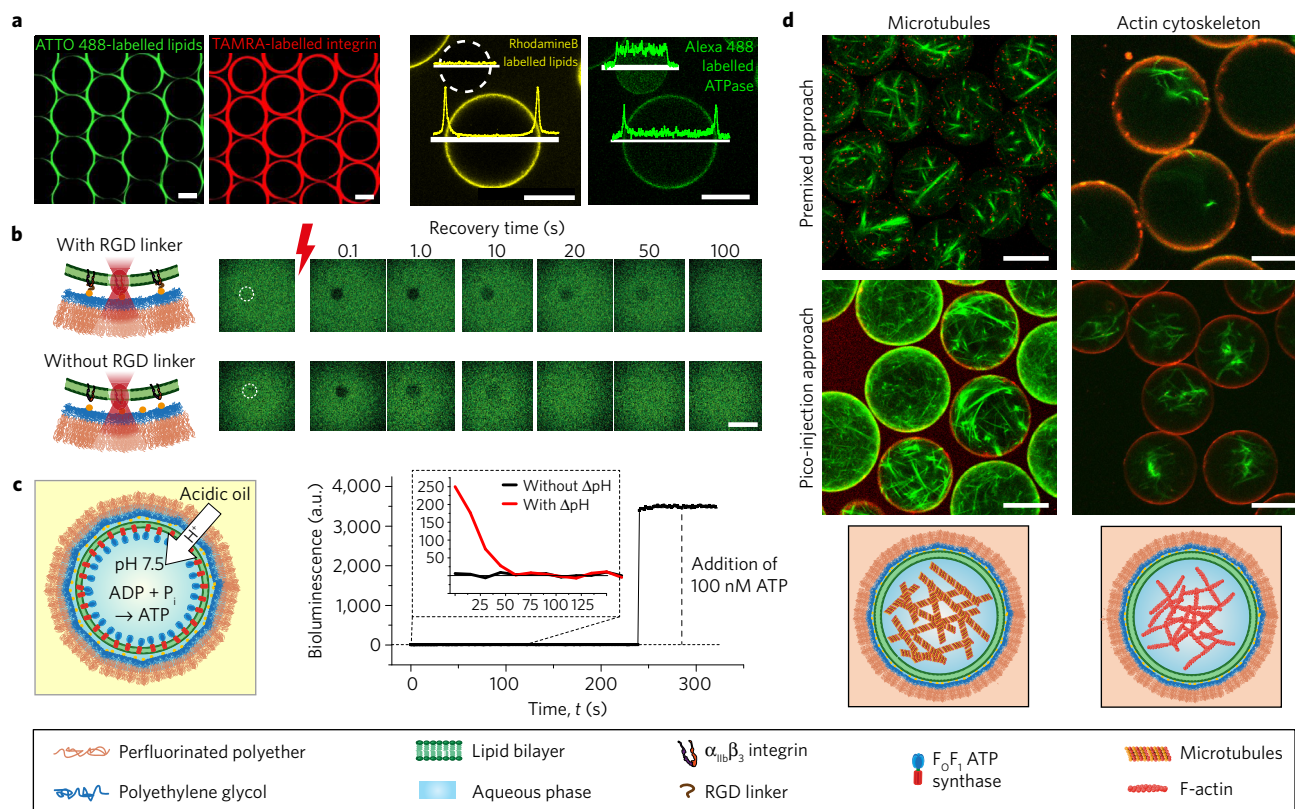 a
ATTO 488-labelled lipids
TAMRA-labelled integrin
RhodamineB
labelled lipids
Alexa 488
labelled
ATPase
b
With RGD linker
Recovery time (s)
0.1
1.0
10
20
50
100
Without RGD linker
c
Acidic oil
H+
pH 7.5
ADP + Pi
→ ATP
Bioluminescence (a.u.)
4,000
3,000
2,000
1,000
0
250
200
150
100
50
25
50
75
100
125
Without ΔpH
With ΔpH
Addition of
100 nM ATP
0
100
200
300
Time, t (s)
d
Microtubules
Actin cytoskeleton
Premixed approach
Pico-injection approach
Perfluorinated polyether
Lipid bilayer
αIIbβ3 integrin
FOF1 ATP
synthase
Microtubules
Polyethylene glycol
Aqueous phase
RGD linker
F-actin